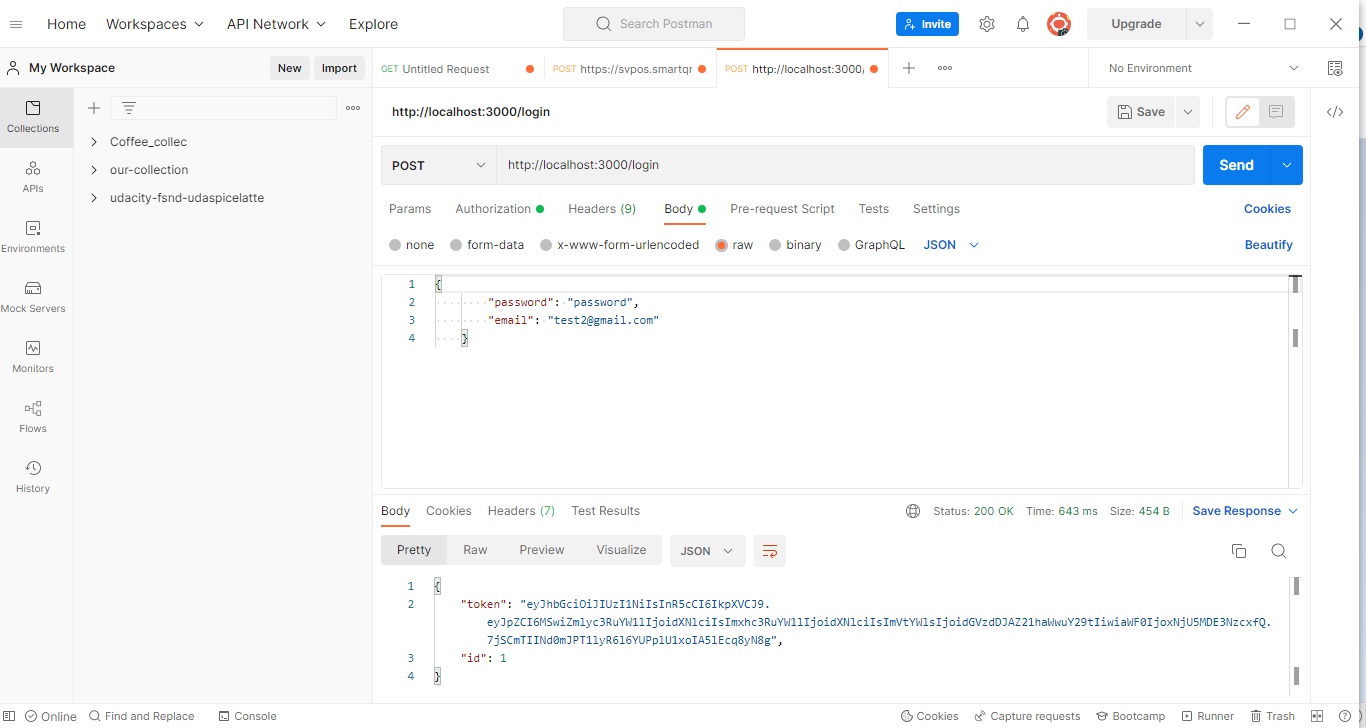 Home Workspaces API Network Explore Search Postman Invite Upgrade
My Workspace New Import GET Untitled Request POST https://svpos.smartqr POST http://localhost:3000/ No Environment
Collections
APIs
Environments
Mock Servers
Monitors
Flows
History
Coffee_collec
our-collection
udacity-fsnd-udaspicelatte
http://localhost:3000/login Save
POST http://localhost:3000/login Send
Params Authorization Headers (9) Body Pre-request Script Tests Settings Cookies
none form-data x-www-form-urlencoded raw binary GraphQL JSON Beautify
1 {
2 "password": "password",
3 "email": "test2@gmail.com"
4 }
Body Cookies Headers (7) Test Results Status: 200 OK Time: 643 ms Size: 454 B Save Response
Pretty Raw Preview Visualize JSON
1 {
2 "token": "eyJhbGciOiJIUzI1NiIsInR5cCI6IkpXVCJ9.
eyJpZCI6MSwiZmlyc3RuYW1lIjoidXNlciIsImxhc3RuYW1lIjoidXNlciIsImVtYWlsIjoidGVzdDJAZ21haWwuY29tIiwiaWF0IjoxNjU5MDE3NzcxfQ.
7jSCmTIINd0mJPT1lyR6l6YUPplU1xoIA5lEcq8yN8g",
3 "id": 1
4 }
Online Find and Replace Console Cookies Capture requests Bootcamp Runner Trash